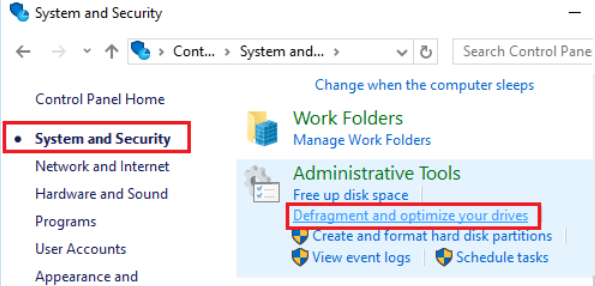 System and Security
Cont... > System and... >
Search Control Pane
Control Panel Home
System and Security
Network and Internet
Hardware and Sound
Programs
User Accounts
Appearance and
Change when the computer sleeps
Work Folders
Manage Work Folders
Administrative Tools
Free up disk space
Defragment and optimize your drives
Create and format hard disk partitions
View event logs
Schedule tasks